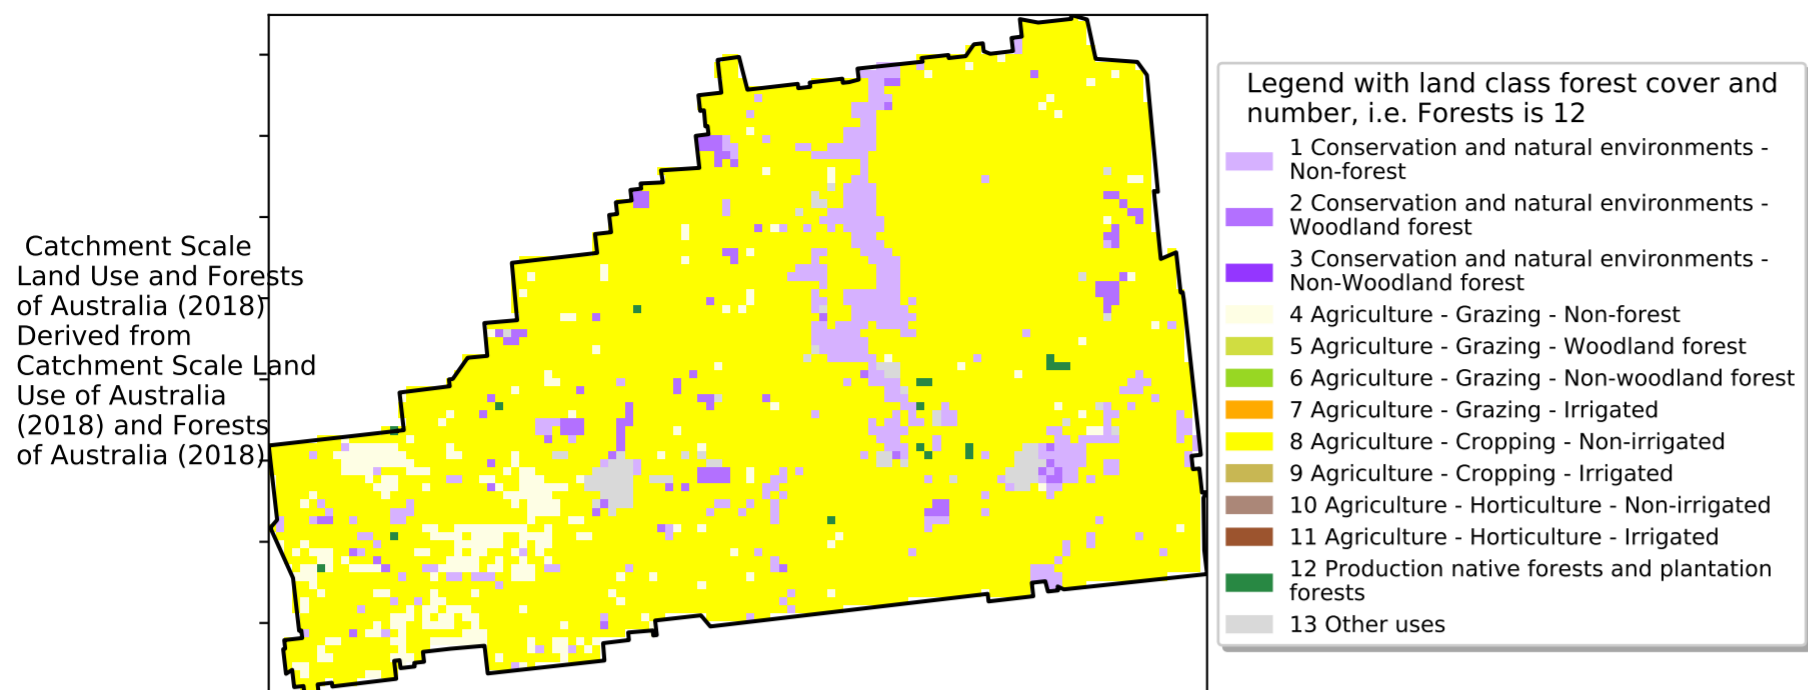 Catchment Scale
Land Use and Forests
of Australia (2018)
Derived from
Catchment Scale Land
Use of Australia
(2018) and Forests
of Australia (2018)
Legend with land class forest cover and
number, i.e. Forests is 12
1 Conservation and natural environments -
Non-forest
2 Conservation and natural environments -
Woodland forest
3 Conservation and natural environments -
Non-Woodland forest
4 Agriculture - Grazing - Non-forest
5 Agriculture - Grazing - Woodland forest
6 Agriculture - Grazing - Non-woodland forest
7 Agriculture - Grazing - Irrigated
8 Agriculture - Cropping - Non-irrigated
9 Agriculture - Cropping - Irrigated
10 Agriculture - Horticulture - Non-irrigated
11 Agriculture - Horticulture - Irrigated
12 Production native forests and plantation
forests
13 Other uses